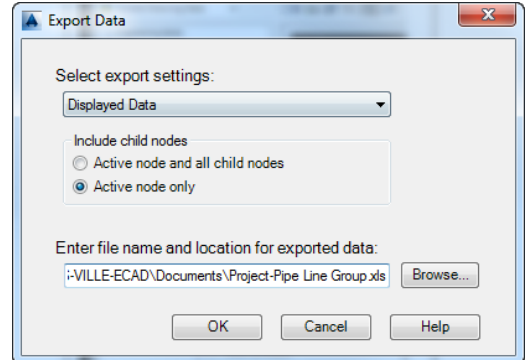 Export Data
Select export settings:
Displayed Data
Include child nodes
Active node and all child nodes
Active node only
Enter file name and location for exported data:
-VILLE-ECAD\Documents\Project-Pipe Line Group.xls
Browse...
OK
Cancel
Help